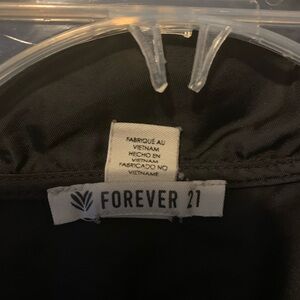 FABRIQUÉ AU
VIETNAM
HECHO EN
VIETNAM
FABRICADO NO
VIETNAME
FOREVER 21